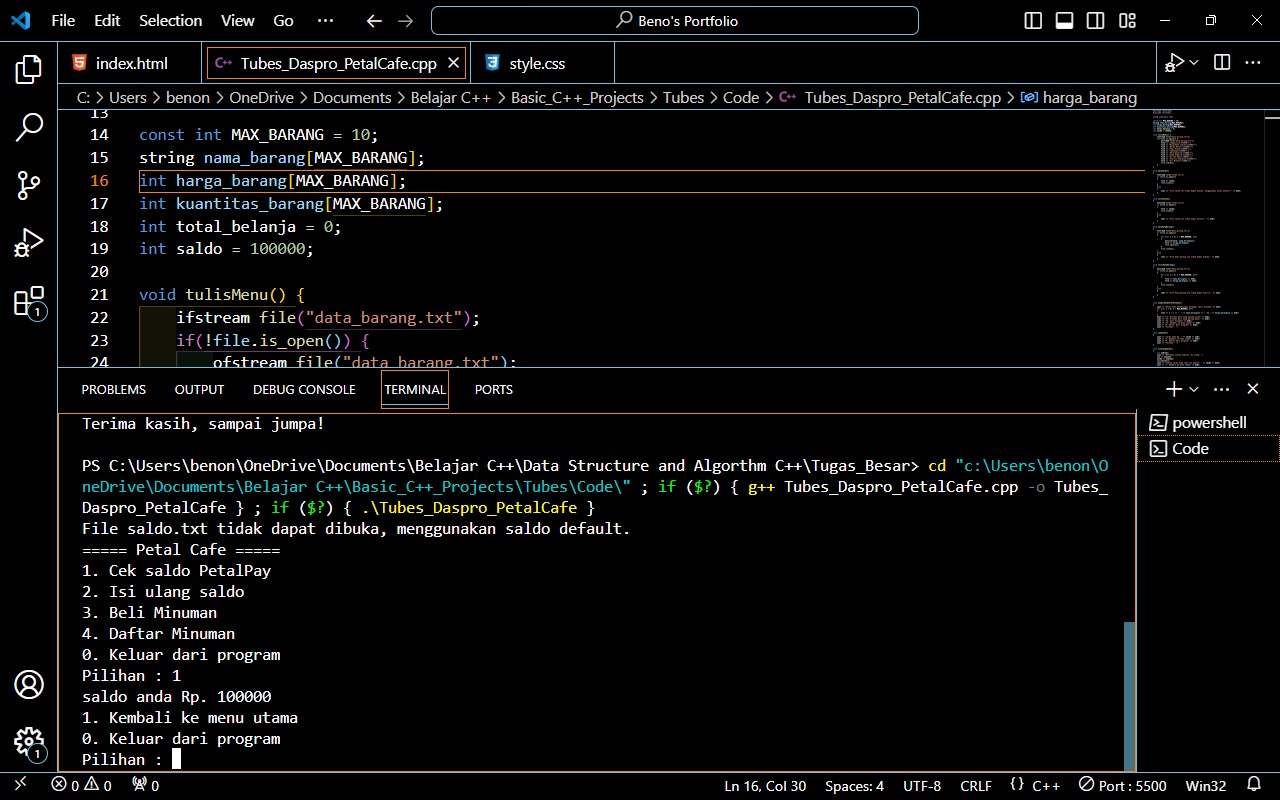 File Edit Selection View Go ··· Beno's Portfolio
index.html Tubes_Daspro_PetalCafe.cpp style.css
C: > Users > benon > OneDrive > Documents > Belajar C++ > Basic_C++_Projects > Tubes > Code > Tubes_Daspro_PetalCafe.cpp > harga_barang
13
14 const int MAX_BARANG = 10;
15 string nama_barang[MAX_BARANG];
16 int harga_barang[MAX_BARANG];
17 int kuantitas_barang[MAX_BARANG];
18 int total_belanja = 0;
19 int saldo = 100000;
20
21 void tulisMenu() {
22 ifstream file("data_barang.txt");
23 if(!file.is_open()) {
24 ofstream file("data_barang.txt");
PROBLEMS OUTPUT DEBUG CONSOLE TERMINAL PORTS
Terima kasih, sampai jumpa!
PS C:\Users\benon\OneDrive\Documents\Belajar C++\Data Structure and Algorthm C++\Tugas_Besar> cd "c:\Users\benon\O
neDrive\Documents\Belajar C++\Basic_C++_Projects\Tubes\Code\" ; if ($?) { g++ Tubes_Daspro_PetalCafe.cpp -o Tubes_
Daspro_PetalCafe } ; if ($?) { .\Tubes_Daspro_PetalCafe }
File saldo.txt tidak dapat dibuka, menggunakan saldo default.
===== Petal Cafe =====
1. Cek saldo PetalPay
2. Isi ulang saldo
3. Beli Minuman
4. Daftar Minuman
0. Keluar dari program
Pilihan : 1
saldo anda Rp. 100000
1. Kembali ke menu utama
0. Keluar dari program
Pilihan :
powershell
Code
1
1
0 0 0 Ln 16, Col 30 Spaces: 4 UTF-8 CRLF {} C++ Port : 5500 Win32